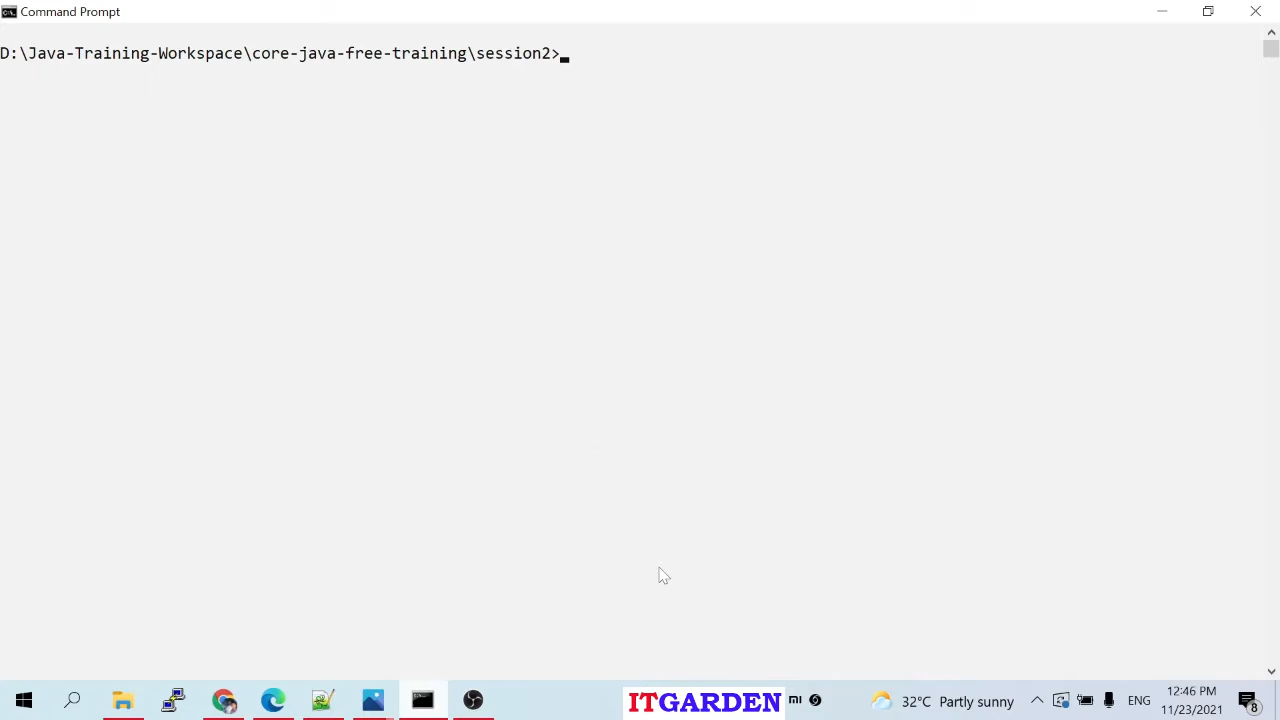 Command Prompt
D:\Java-Training-Workspace\core-java-free-training\session2>
ITGARDEN
32°C Partly sunny
ENG
12:46 PM
11/23/2021
8